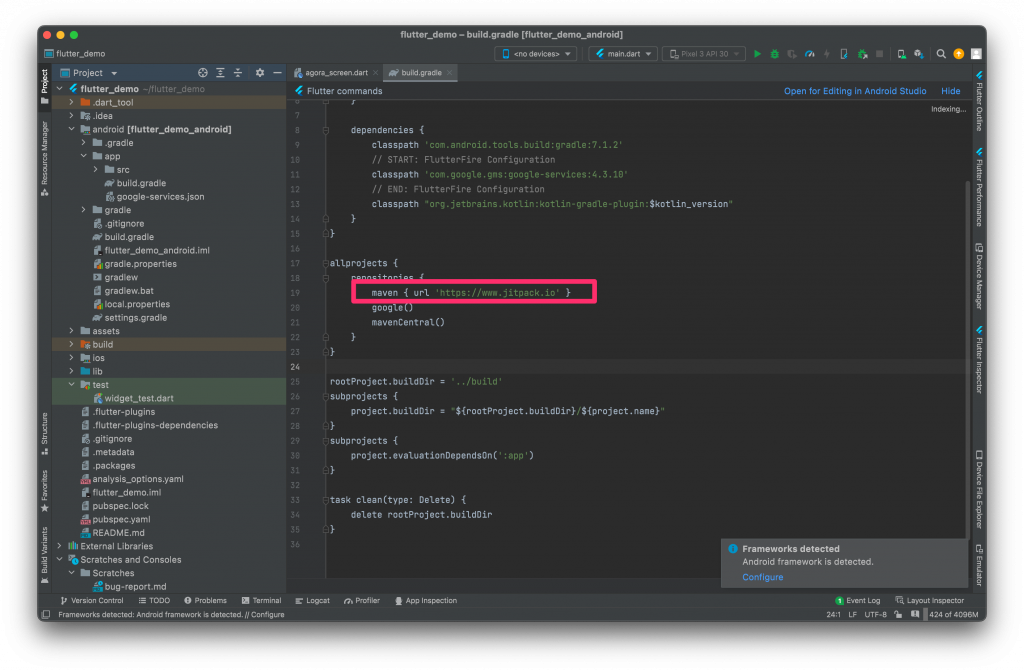 flutter_demo – build.gradle [flutter_demo_android]
flutter_demo
<no devices>
main.dart
Pixel 3 API 30
Project
agora_screen.dart
build.gradle
Flutter commands
Open for Editing in Android Studio
Hide
Indexing...
flutter_demo ~/flutter_demo
.dart_tool
.idea
android [flutter_demo_android]
.gradle
app
src
build.gradle
google-services.json
gradle
.gitignore
build.gradle
flutter_demo_android.iml
gradle.properties
gradlew
gradlew.bat
local.properties
settings.gradle
assets
build
ios
lib
test
widget_test.dart
.flutter-plugins
.flutter-plugins-dependencies
.gitignore
.metadata
.packages
analysis_options.yaml
flutter_demo.iml
pubspec.lock
pubspec.yaml
README.md
External Libraries
Scratches and Consoles
Scratches
bug-report.md
6 }
7
8 dependencies {
9 classpath 'com.android.tools.build:gradle:7.1.2'
10 // START: FlutterFire Configuration
11 classpath 'com.google.gms:google-services:4.3.10'
12 // END: FlutterFire Configuration
13 classpath "org.jetbrains.kotlin:kotlin-gradle-plugin:$kotlin_version"
14 }
15 }
16
17 allprojects {
18 repositories {
19 maven { url 'https://www.jitpack.io' }
20 google()
21 mavenCentral()
22 }
23 }
24
25 rootProject.buildDir = '../build'
26 subprojects {
27 project.buildDir = "${rootProject.buildDir}/${project.name}"
28 }
29 subprojects {
30 project.evaluationDependsOn(':app')
31 }
32
33 task clean(type: Delete) {
34 delete rootProject.buildDir
35 }
36
Project
Resource Manager
Structure
Favorites
Build Variants
Flutter Outline
Flutter Performance
Device Manager
Flutter Inspector
Device File Explorer
Emulator
Frameworks detected
Android framework is detected.
Configure
Version Control
TODO
Problems
Terminal
Logcat
Profiler
App Inspection
1 Event Log
Layout Inspector
Frameworks detected: Android framework is detected. // Configure
24:1 LF UTF-8 424 of 4096M